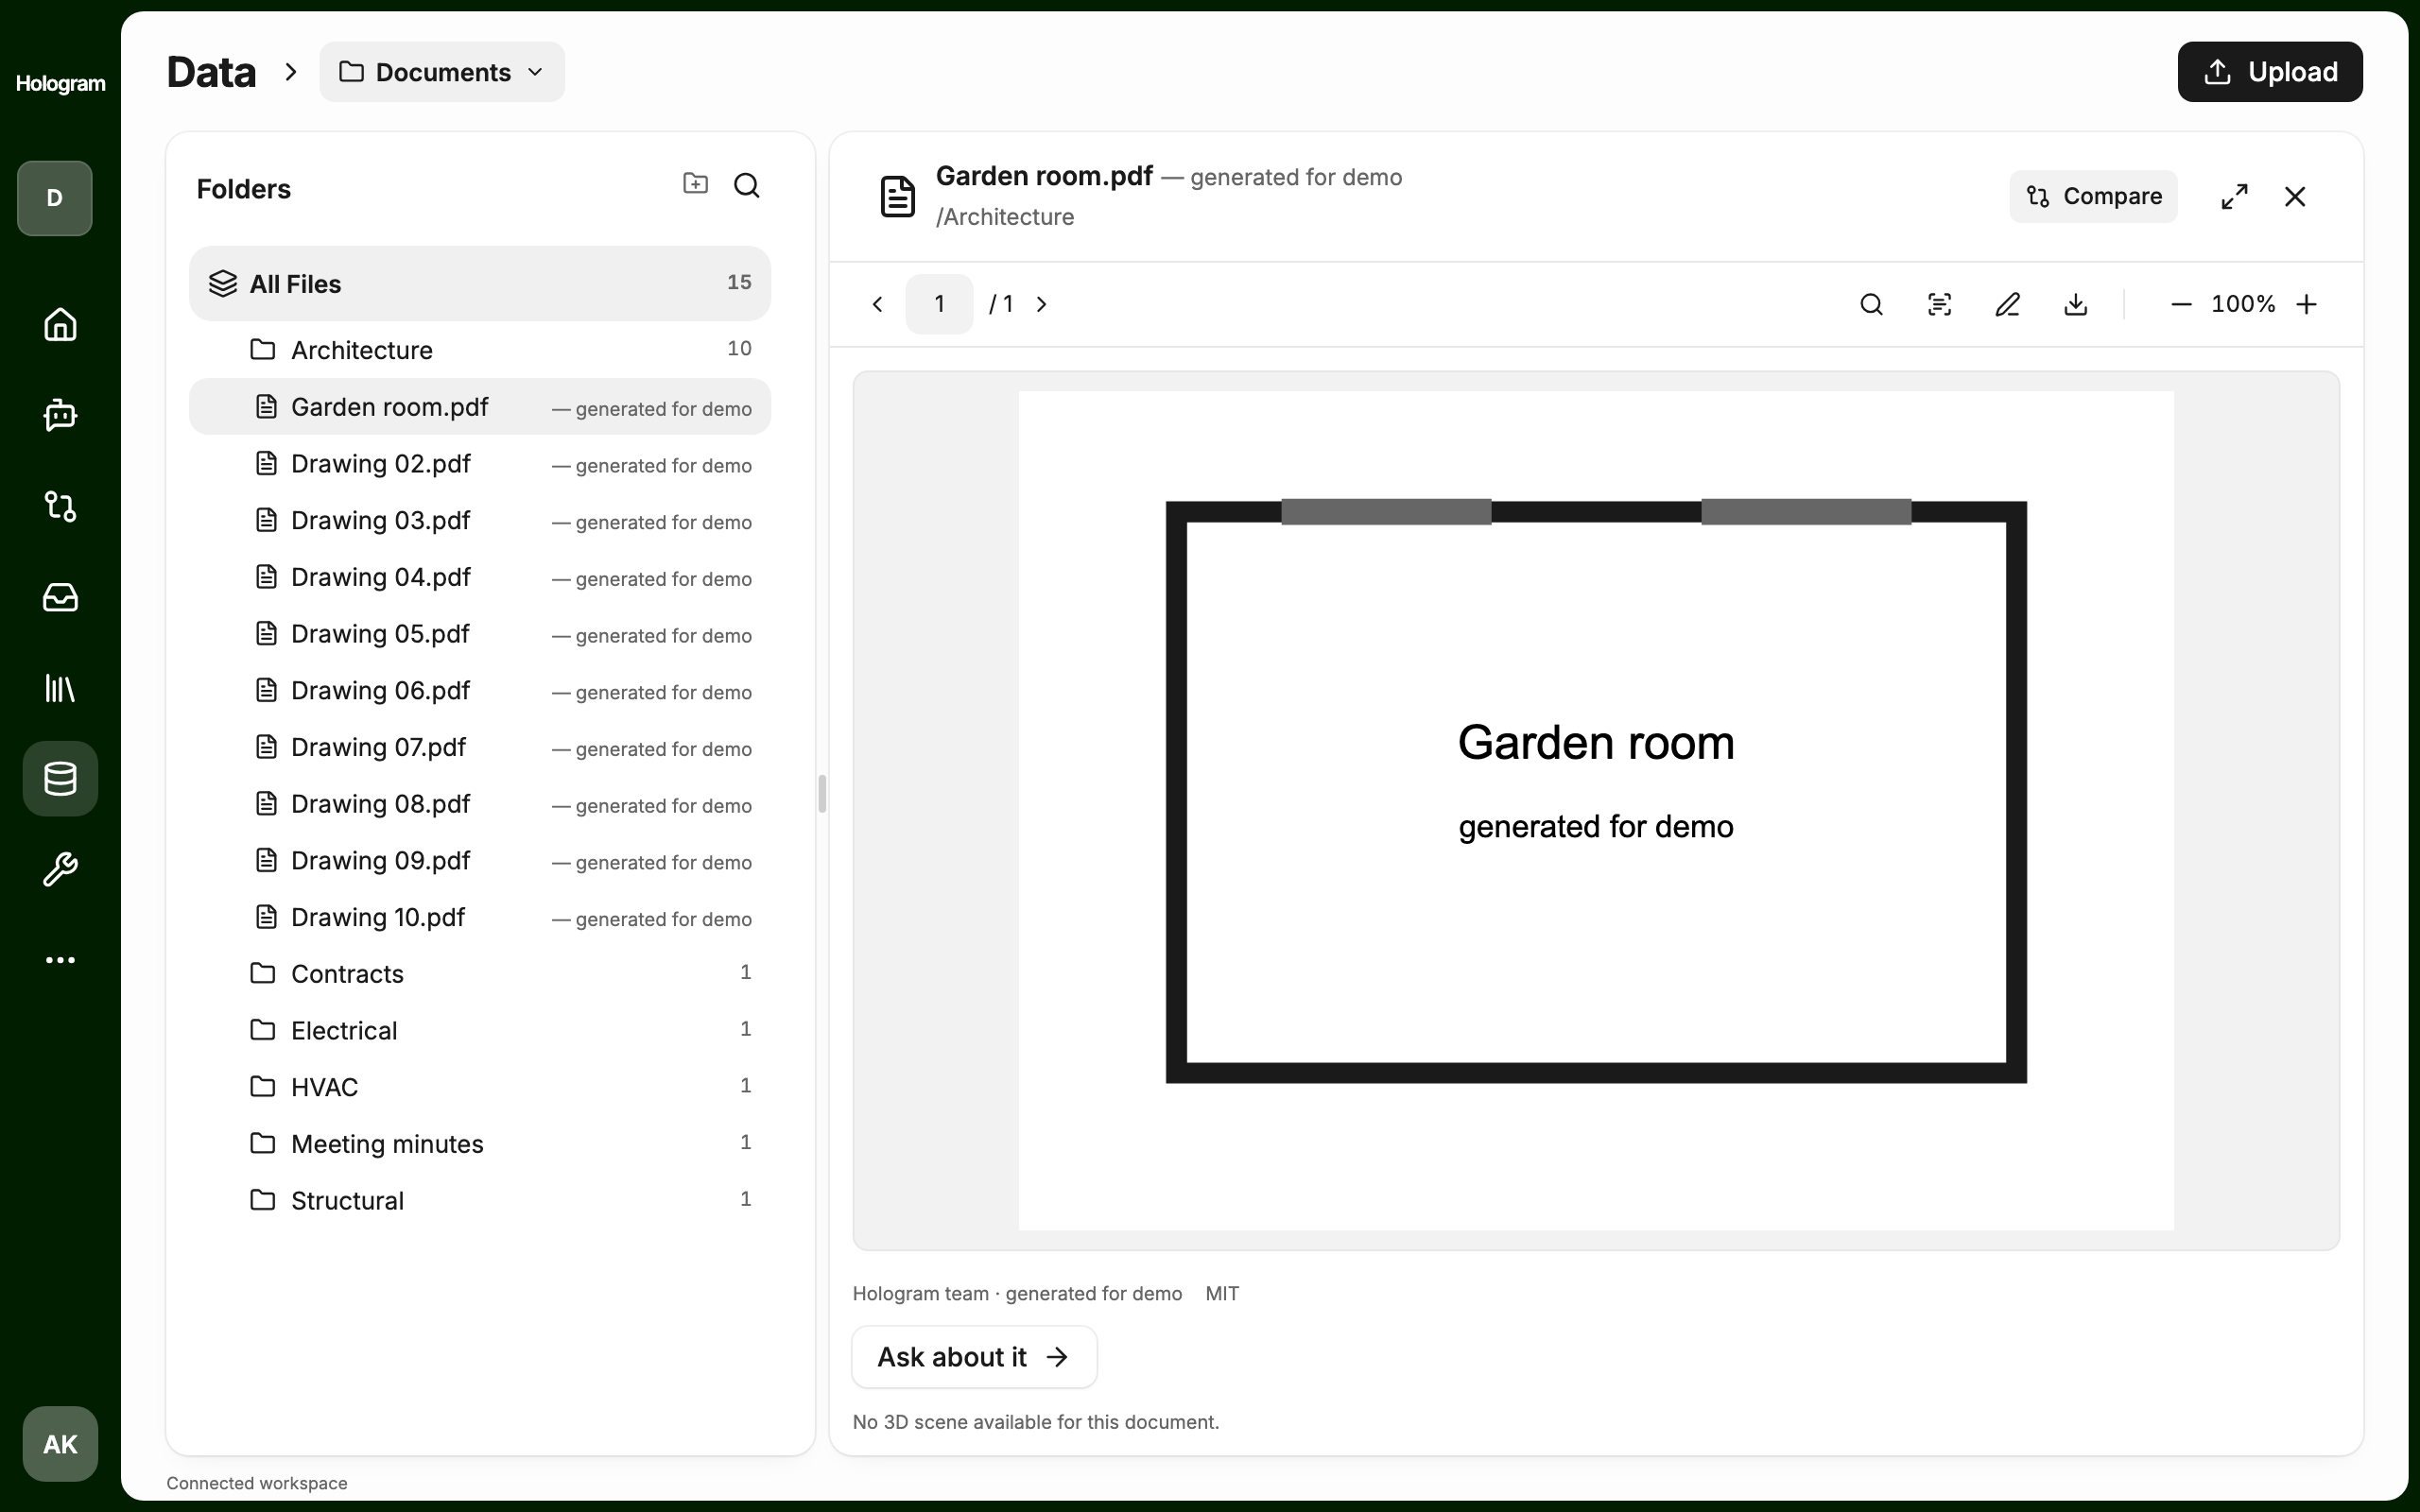 Hologram
D
AK
Data
Documents
Upload
Folders
All Files 15
Architecture 10
Garden room.pdf — generated for demo
Drawing 02.pdf — generated for demo
Drawing 03.pdf — generated for demo
Drawing 04.pdf — generated for demo
Drawing 05.pdf — generated for demo
Drawing 06.pdf — generated for demo
Drawing 07.pdf — generated for demo
Drawing 08.pdf — generated for demo
Drawing 09.pdf — generated for demo
Drawing 10.pdf — generated for demo
Contracts 1
Electrical 1
HVAC 1
Meeting minutes 1
Structural 1
Garden room.pdf — generated for demo
/Architecture
Compare
1 / 1
100%
Garden room
generated for demo
Hologram team · generated for demo MIT
Ask about it
No 3D scene available for this document.
Connected workspace